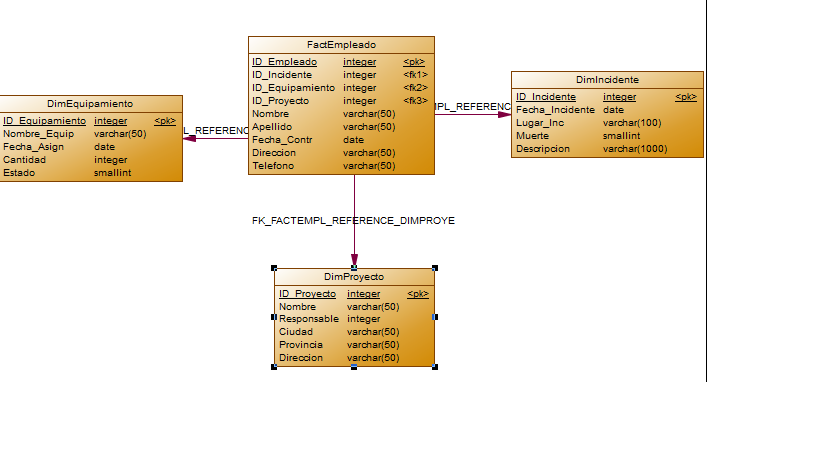 FactEmpleado
ID_Empleado integer <pk>
ID_Incidente integer <fk1>
ID_Equipamiento integer <fk2>
ID_Proyecto integer <fk3>
Nombre varchar(50)
Apellido varchar(50)
Fecha_Contr date
Direccion varchar(50)
Telefono varchar(50)
DimEquipamiento
ID_Equipamiento integer <pk>
Nombre_Equip varchar(50)
Fecha_Asign date
Cantidad integer
Estado smallint
L_REFERENC
MPL_REFERENC
DimIncidente
ID_Incidente integer <pk>
Fecha_Incidente date
Lugar_Inc varchar(100)
Muerte smallint
Descripcion varchar(1000)
FK_FACTEMPL_REFERENCE_DIMPROYE
DimProyecto
ID_Proyecto integer <pk>
Nombre varchar(50)
Responsable integer
Ciudad varchar(50)
Provincia varchar(50)
Direccion varchar(50)